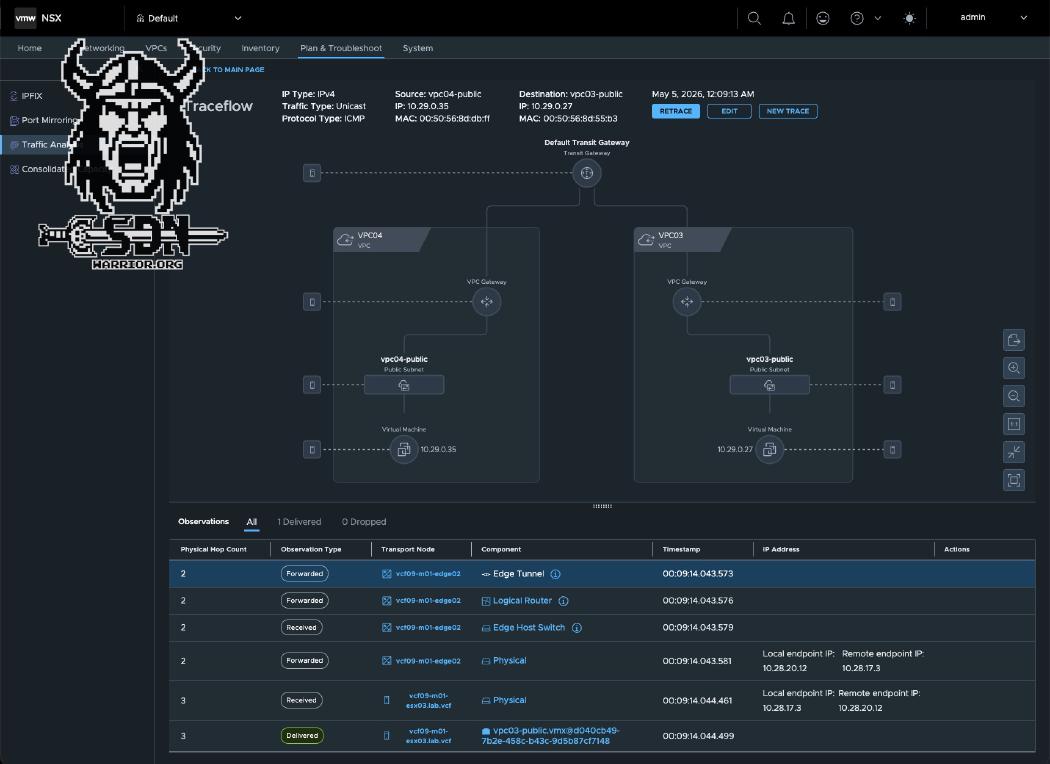 vmw NSX
Default
admin
Home
VPCs
Inventory
Plan & Troubleshoot
System
TO MAIN PAGE
IPFIX
Port Mirroring
Traffic
Traceflow
IP Type: IPv4
Traffic Type: Unicast
Protocol Type: ICMP
Source: vpc04-public
IP: 10.29.0.35
MAC: 00:50:56:8d:db:ff
Destination: vpc03-public
IP: 10.29.0.27
MAC: 00:50:56:8d:55:b3
May 5, 2026, 12:09:13 AM
RETRACE
EDIT
NEW TRACE
SDN
WARRIOR.ORG
Default Transit Gateway
Transit Gateway
VPC04
VPC
VPC03
VPC
VPC Gateway
VPC Gateway
vpc04-public
Public Subnet
vpc03-public
Public Subnet
Virtual Machine
10.29.0.35
Virtual Machine
10.29.0.27
1:1
Observations
All
1 Delivered
0 Dropped
Physical Hop Count Observation Type Transport Node Component Timestamp IP Address Actions
2 Forwarded vcf09-m01-edge02 Edge Tunnel 00:09:14.043.573
2 Forwarded vcf09-m01-edge02 Logical Router 00:09:14.043.576
2 Received vcf09-m01-edge02 Edge Host Switch 00:09:14.043.579
2 Forwarded vcf09-m01-edge02 Physical 00:09:14.043.581
Local endpoint IP: Remote endpoint IP:
10.28.20.12 10.28.17.3
3 Received vcf09-m01-esx03.lab.vcf Physical 00:09:14.044.461
Local endpoint IP: Remote endpoint IP:
10.28.17.3 10.28.20.12
3 Delivered vcf09-m01-esx03.lab.vcf vpc03-public.vmx@d040cb49-7b2e-458c-b43c-9d5b87cf7148 00:09:14.044.499